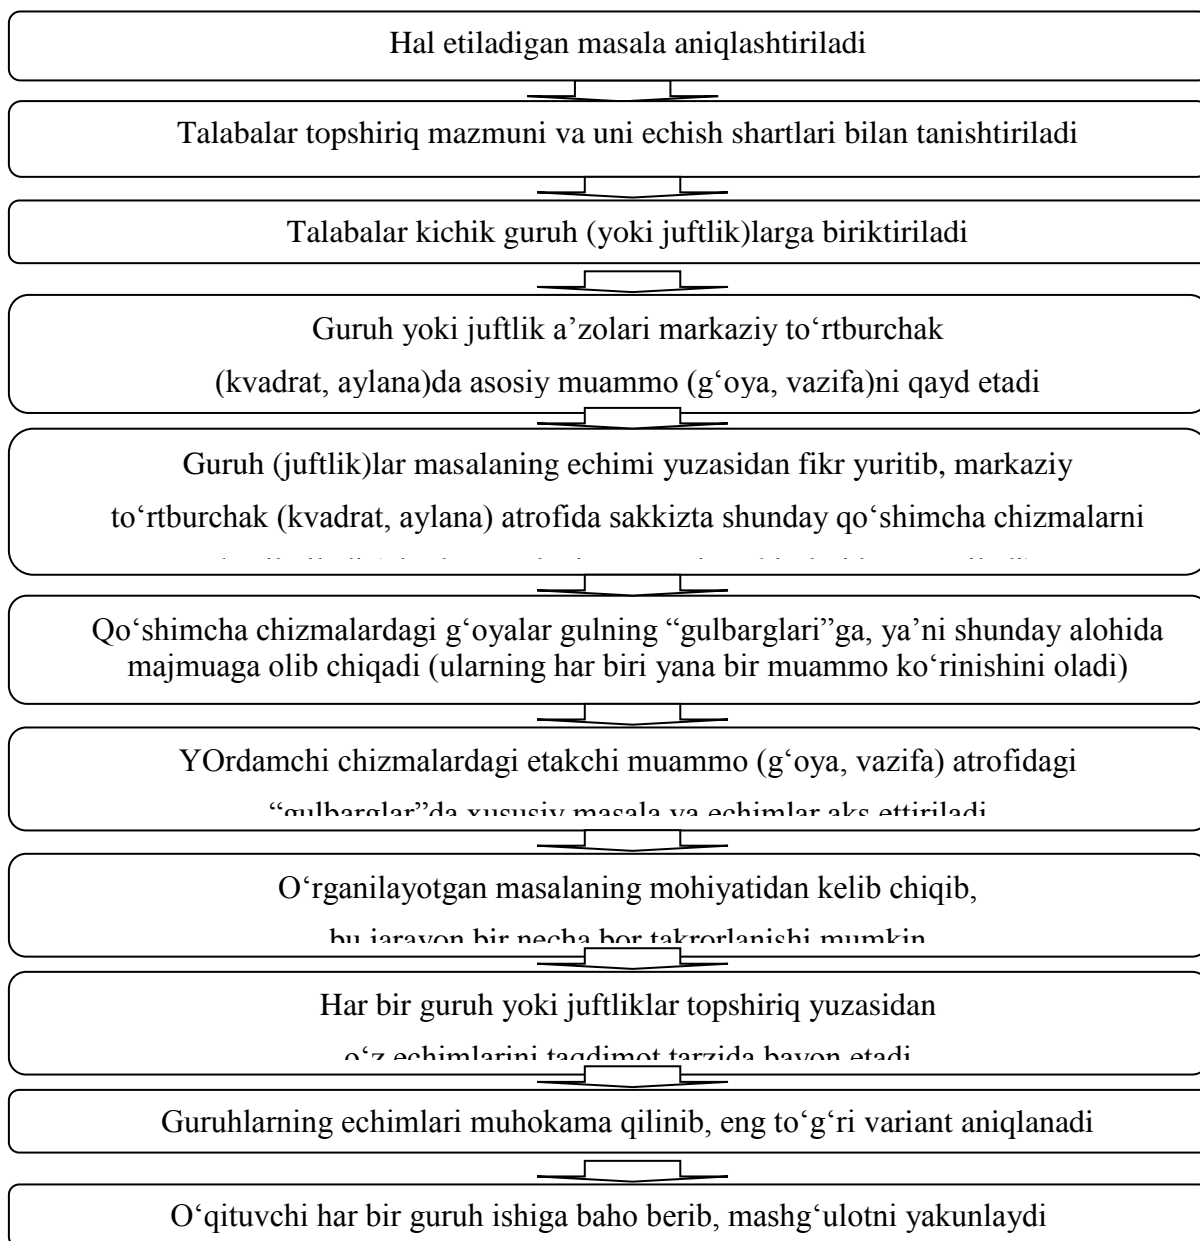 Hal etiladigan masala aniqlashtiriladi
Talabalar topshiriq mazmuni va uni echish shartlari bilan tanishtiriladi
Talabalar kichik guruh (yoki juftlik)larga biriktiriladi
Guruh yoki juftlik a’zolari markaziy to‘rtburchak
(kvadrat, aylana)da asosiy muammo (g‘oya, vazifa)ni qayd etadi
Guruh (juftlik)lar masalaning echimi yuzasidan fikr yuritib, markaziy
to‘rtburchak (kvadrat, aylana) atrofida sakkizta shunday qo‘shimcha chizmalarni
Qo‘shimcha chizmalardagi g‘oyalar gulning “gulbarglari”ga, ya’ni shunday alohida
majmuaga olib chiqadi (ularning har biri yana bir muammo ko‘rinishini oladi)
YOrdamchi chizmalardagi etakchi muammo (g‘oya, vazifa) atrofidagi
“gulbarglar”da xususiy masala va echimlar aks ettiriladi
O‘rganilayotgan masalaning mohiyatidan kelib chiqib,
bu jarayon bir necha bor takrorlanishi mumkin
Har bir guruh yoki juftliklar topshiriq yuzasidan
o‘z echimlarini taqdimot tarzida bayon etadi
Guruhlarning echimlari muhokama qilinib, eng to‘g‘ri variant aniqlanadi
O‘qituvchi har bir guruh ishiga baho berib, mashg‘ulotni yakunlaydi